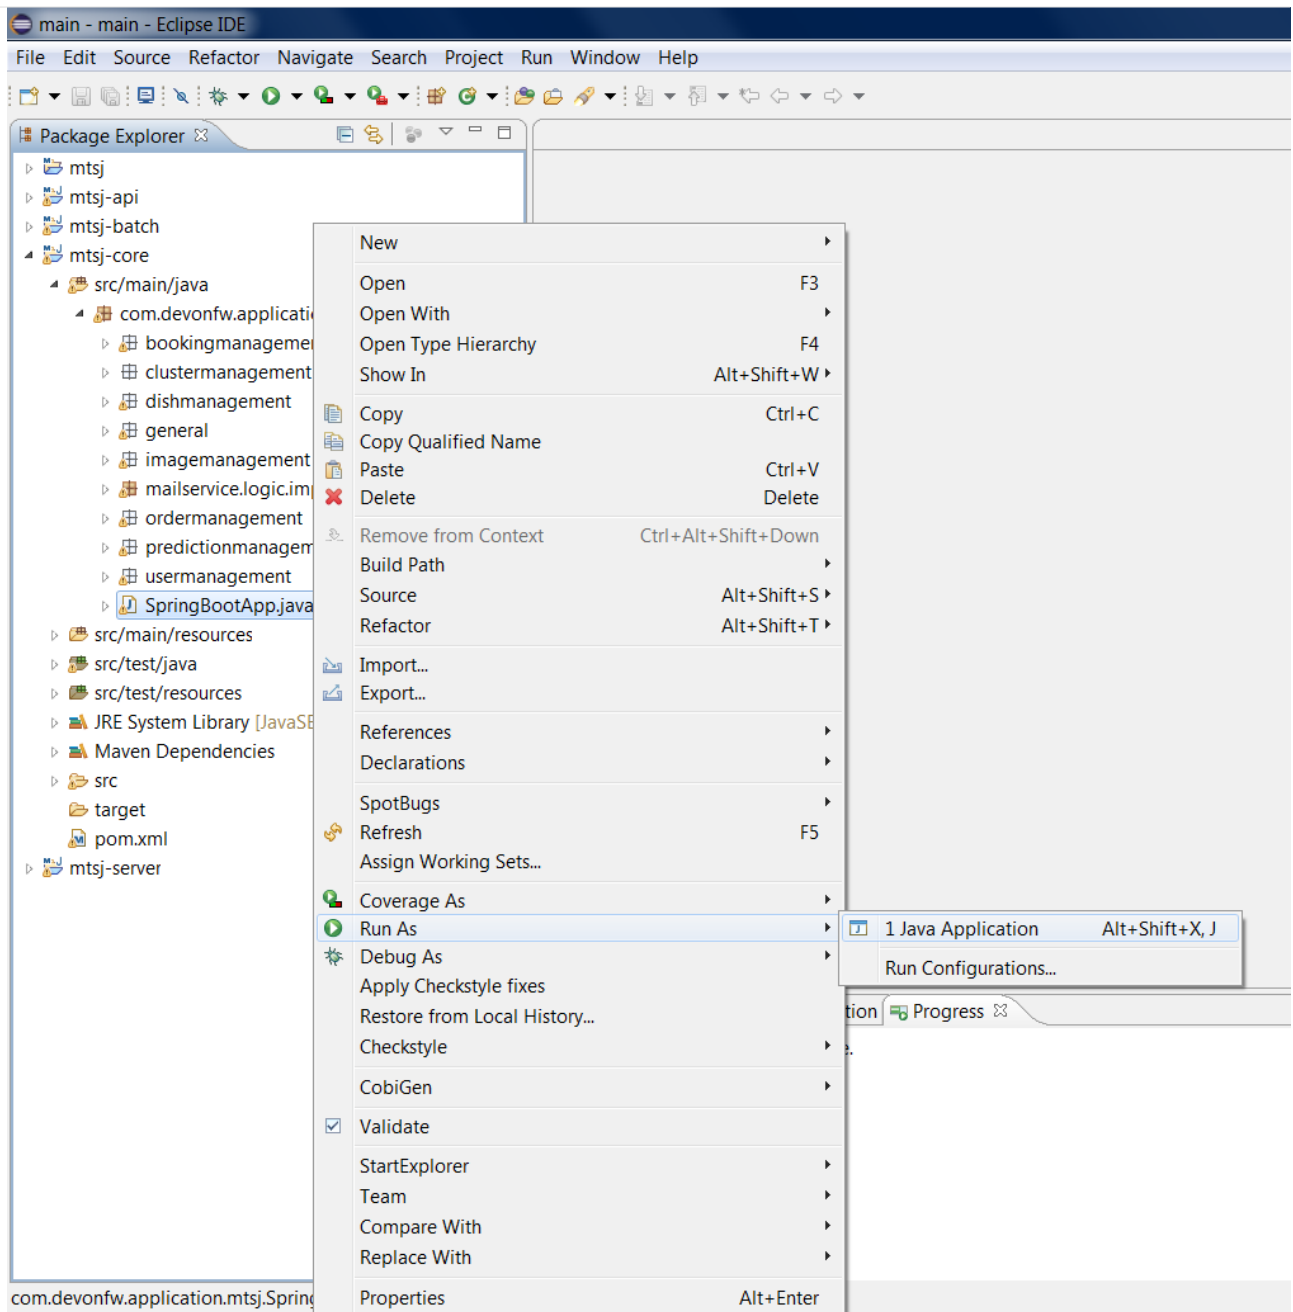 main - main - Eclipse IDE
File Edit Source Refactor Navigate Search Project Run Window Help
Package Explorer
mtsj
mtsj-api
mtsj-batch
mtsj-core
src/main/java
com.devonfw.applicati
bookingmanagemer
clustermanagement
dishmanagement
general
imagemanagement
mailservice.logic.imp
ordermanagement
predictionmanagem
usermanagement
SpringBootApp.java
src/main/resources
src/test/java
src/test/resources
JRE System Library [JavaSE
Maven Dependencies
src
target
pom.xml
mtsj-server
New
Open F3
Open With
Open Type Hierarchy F4
Show In Alt+Shift+W
Copy Ctrl+C
Copy Qualified Name
Paste Ctrl+V
Delete Delete
Remove from Context Ctrl+Alt+Shift+Down
Build Path
Source Alt+Shift+S
Refactor Alt+Shift+T
Import...
Export...
References
Declarations
SpotBugs
Refresh F5
Assign Working Sets...
Coverage As
Run As
Debug As
Apply Checkstyle fixes
Restore from Local History...
Checkstyle
CobiGen
Validate
StartExplorer
Team
Compare With
Replace With
Properties Alt+Enter
1 Java Application Alt+Shift+X, J
Run Configurations...
tion Progress
e.
com.devonfw.application.mtsj.Spring